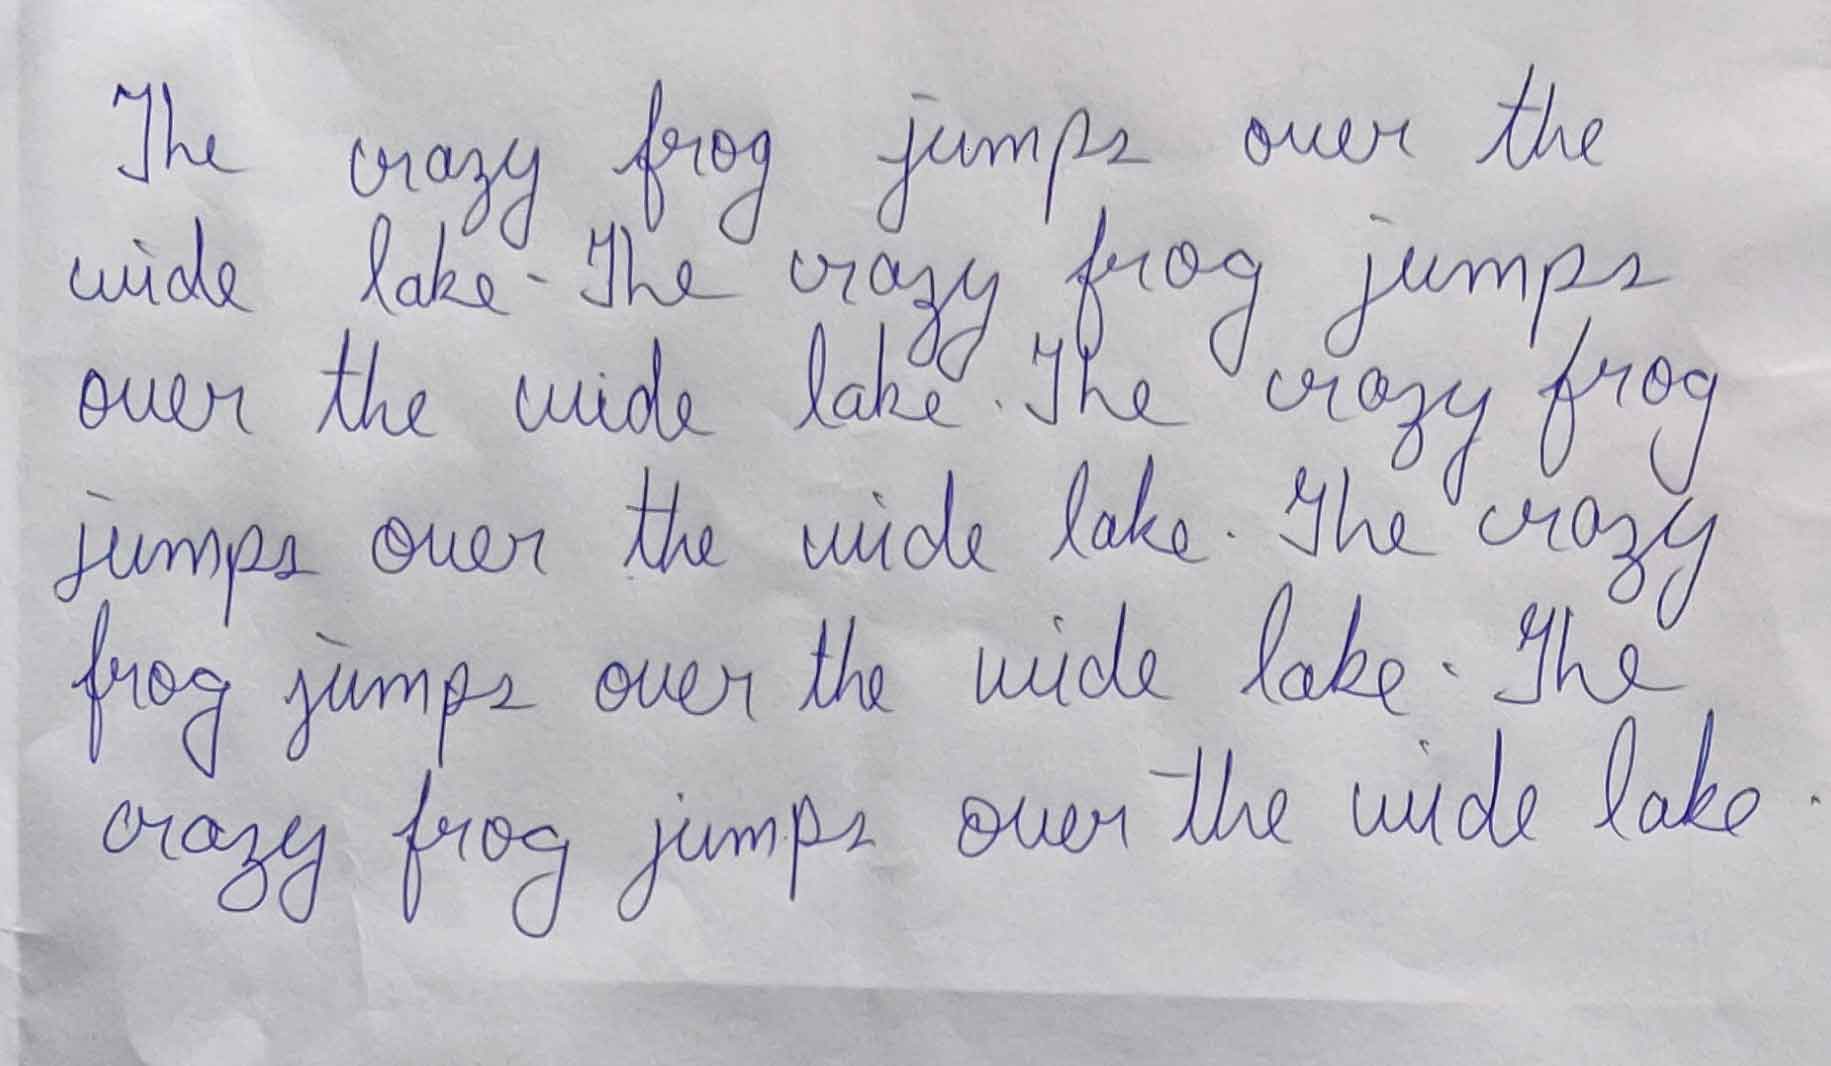 The crazy frog jumps over the
wide lake. The crazy frog jumps
over the wide lake. The crazy frog
jumps over the wide lake. The crazy
frog jumps over the wide lake. The
crazy frog jumps over the wide lake.